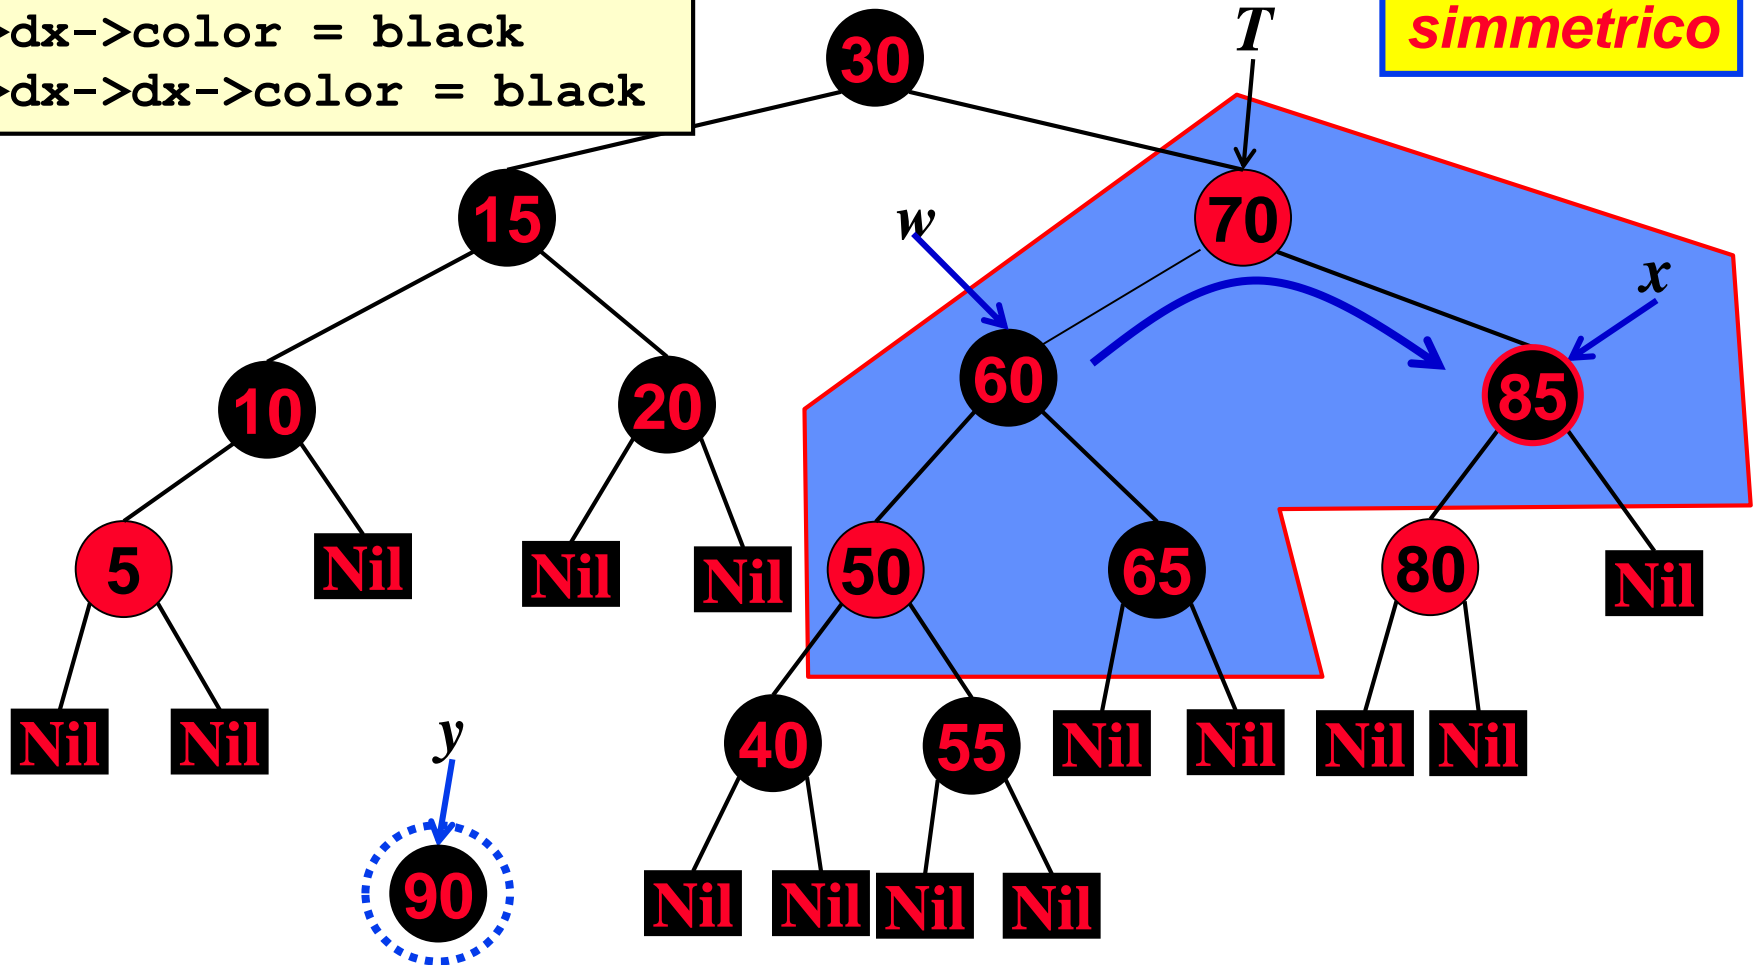 >dx->color = black
>dx->dx->color = black
simmetrico
T
30
15
70
w
x
10
20
60
85
5
Nil
Nil
Nil
50
65
80
Nil
Nil
Nil
y
40
55
Nil
Nil
Nil
Nil
90
Nil
Nil
Nil
Nil